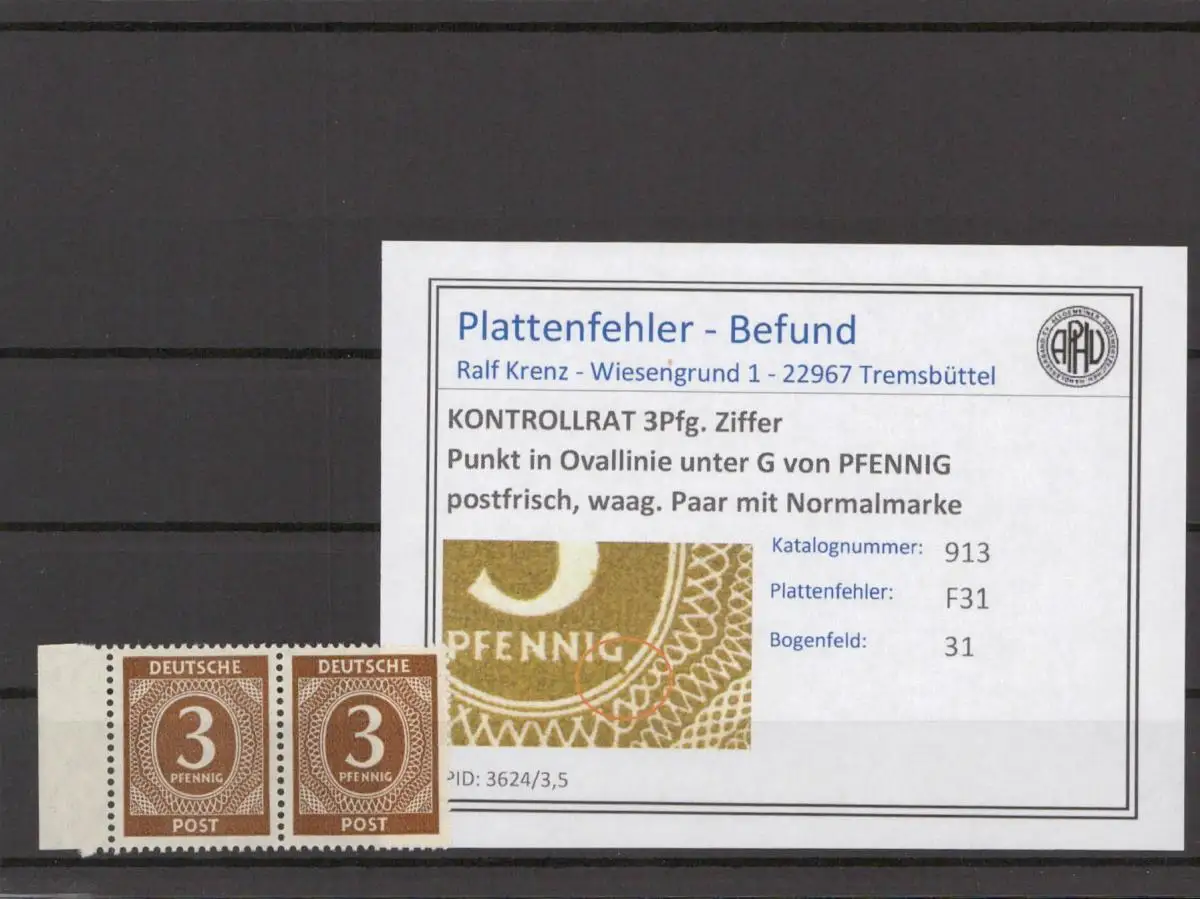 Plattenfehler - Befund
Ralf Krenz - Wiesengrund 1 - 22967 Tremsbüttel
APHV
KONTROLLRAT 3Pfg. Ziffer
Punkt in Ovallinie unter G von PFENNIG
postfrisch, waag. Paar mit Normalmarke
3
PFENNIG
Katalognummer: 913
Plattenfehler: F31
Bogenfeld: 31
PID: 3624/3,5
DEUTSCHE
3
PFENNIG
POST
DEUTSCHE
3
PFENNIG
POST